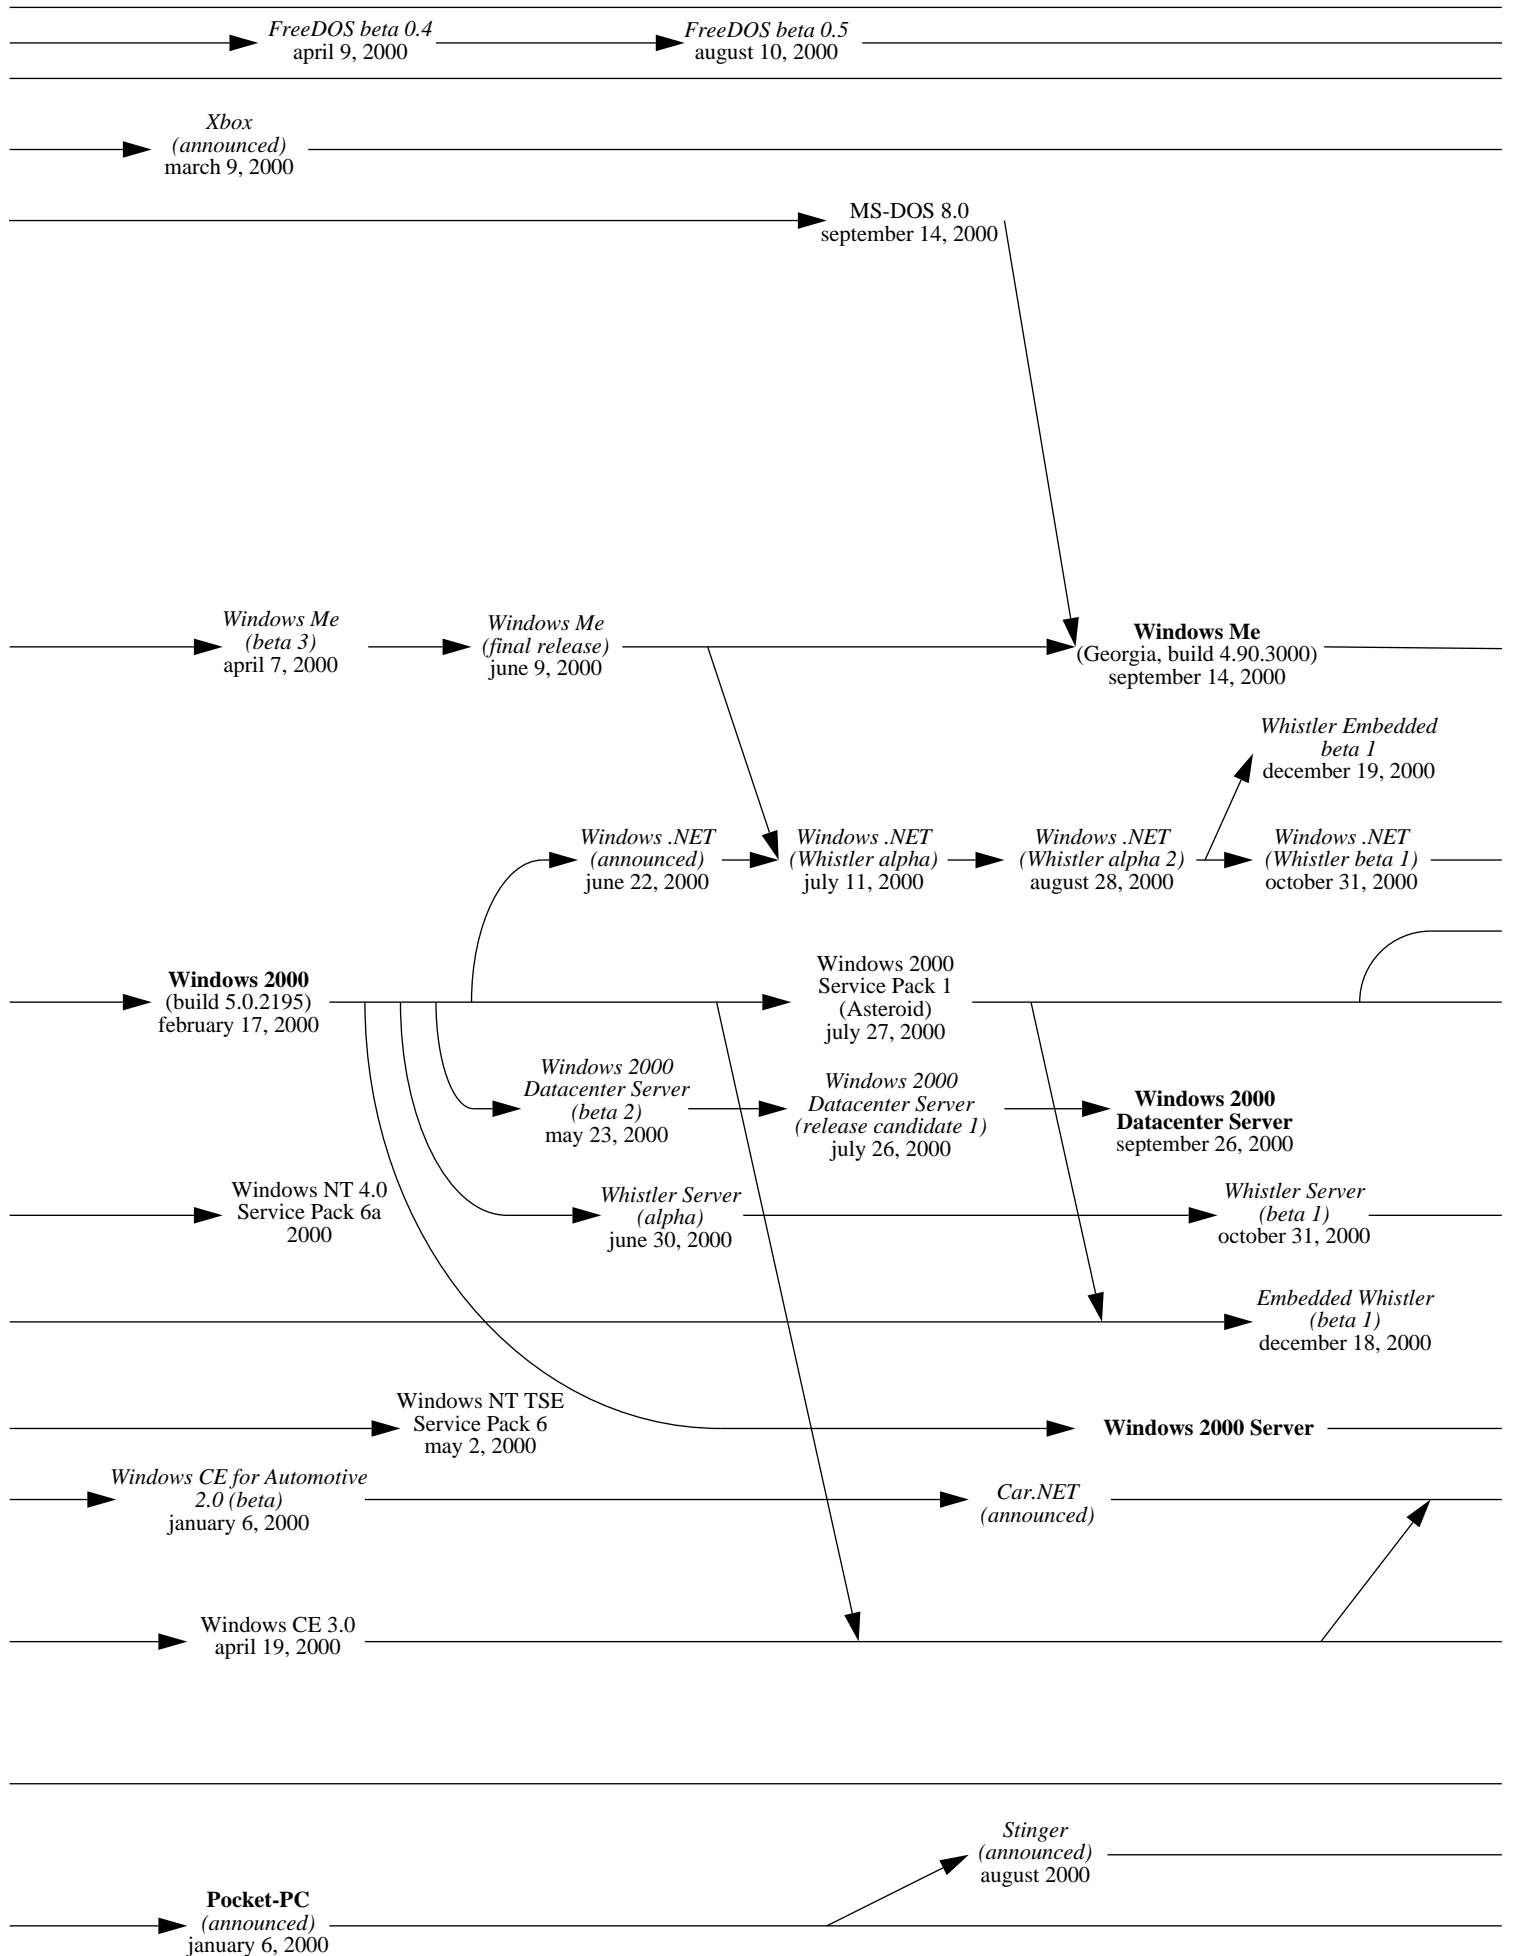 FreeDOS beta 0.4
april 9, 2000
FreeDOS beta 0.5
august 10, 2000
Xbox
(announced)
march 9, 2000
MS-DOS 8.0
september 14, 2000
Windows Me
(beta 3)
april 7, 2000
Windows Me
(final release)
june 9, 2000
Windows Me
(Georgia, build 4.90.3000)
september 14, 2000
Whistler Embedded
beta 1
december 19, 2000
Windows .NET
(announced)
june 22, 2000
Windows .NET
(Whistler alpha)
july 11, 2000
Windows .NET
(Whistler alpha 2)
august 28, 2000
Windows .NET
(Whistler beta 1)
october 31, 2000
Windows 2000
(build 5.0.2195)
february 17, 2000
Windows 2000
Service Pack 1
(Asteroid)
july 27, 2000
Windows 2000
Datacenter Server
(beta 2)
may 23, 2000
Windows 2000
Datacenter Server
(release candidate 1)
july 26, 2000
Windows 2000
Datacenter Server
september 26, 2000
Windows NT 4.0
Service Pack 6a
2000
Whistler Server
(alpha)
june 30, 2000
Whistler Server
(beta 1)
october 31, 2000
Embedded Whistler
(beta 1)
december 18, 2000
Windows NT TSE
Service Pack 6
may 2, 2000
Windows 2000 Server
Windows CE for Automotive
2.0 (beta)
january 6, 2000
Car.NET
(announced)
Windows CE 3.0
april 19, 2000
Stinger
(announced)
august 2000
Pocket-PC
(announced)
january 6, 2000